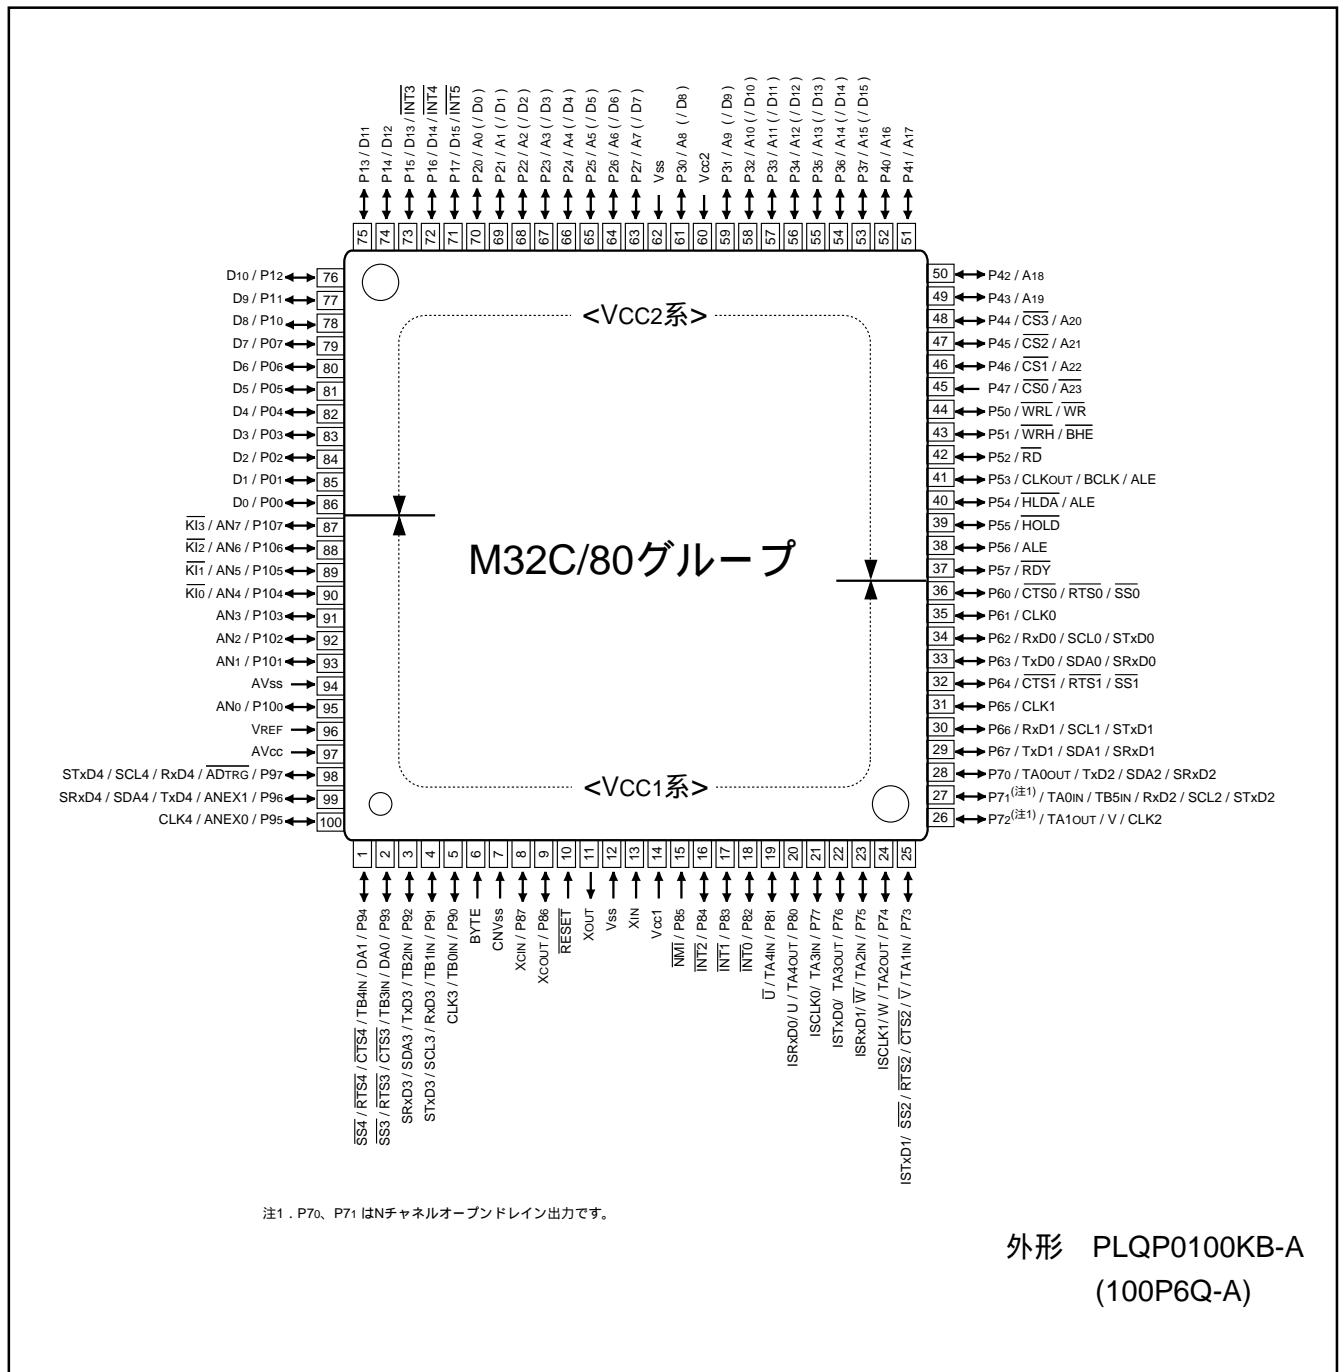 P13 / D11
P14 / D12
P15 / D13 / INT3
P16 / D14 / INT4
P17 / D15 / INT5
P20 / A0 ( / D0 )
P21 / A1 ( / D1 )
P22 / A2 ( / D2 )
P23 / A3 ( / D3 )
P24 / A4 ( / D4 )
P25 / A5 ( / D5 )
P26 / A6 ( / D6 )
P27 / A7 ( / D7 )
Vss
P30 / A8 ( / D8 )
Vcc2
P31 / A9 ( / D9 )
P32 / A10 ( / D10 )
P33 / A11 ( / D11 )
P34 / A12 ( / D12 )
P35 / A13 ( / D13 )
P36 / A14 ( / D14 )
P37 / A15 ( / D15 )
P40 / A16
P41 / A17
75 74 73 72 71 70 69 68 67 66 65 64 63 62 61 60 59 58 57 56 55 54 53 52 51
D10 / P12 76
D9 / P11 77
D8 / P10 78
D7 / P07 79
D6 / P06 80
D5 / P05 81
D4 / P04 82
D3 / P03 83
D2 / P02 84
D1 / P01 85
D0 / P00 86
KI3 / AN7 / P107 87
KI2 / AN6 / P106 88
KI1 / AN5 / P105 89
KI0 / AN4 / P104 90
AN3 / P103 91
AN2 / P102 92
AN1 / P101 93
AVss 94
AN0 / P100 95
VREF 96
AVcc 97
STxD4 / SCL4 / RxD4 / ADTRG / P97 98
SRxD4 / SDA4 / TxD4 / ANEX1 / P96 99
CLK4 / ANEX0 / P95 100
<VCC2系>
M32C/80グループ
<VCC1系>
50 P42 / A18
49 P43 / A19
48 P44 / CS3 / A20
47 P45 / CS2 / A21
46 P46 / CS1 / A22
45 P47 / CS0 / A23
44 P50 / WRL / WR
43 P51 / WRH / BHE
42 P52 / RD
41 P53 / CLKOUT / BCLK / ALE
40 P54 / HLDA / ALE
39 P55 / HOLD
38 P56 / ALE
37 P57 / RDY
36 P60 / CTS0 / RTS0 / SS0
35 P61 / CLK0
34 P62 / RxD0 / SCL0 / STxD0
33 P63 / TxD0 / SDA0 / SRxD0
32 P64 / CTS1 / RTS1 / SS1
31 P65 / CLK1
30 P66 / RxD1 / SCL1 / STxD1
29 P67 / TxD1 / SDA1 / SRxD1
28 P70 / TA0OUT / TxD2 / SDA2 / SRxD2
27 P71(注1) / TA0IN / TB5IN / RxD2 / SCL2 / STxD2
26 P72(注1) / TA1OUT / V / CLK2
1 2 3 4 5 6 7 8 9 10 11 12 13 14 15 16 17 18 19 20 21 22 23 24 25
SS4 / RTS4 / CTS4 / TB4IN / DA1 / P94
SS3 / RTS3 / CTS3 / TB3IN / DA0 / P93
SRxD3 / SDA3 / TxD3 / TB2IN / P92
STxD3 / SCL3 / RxD3 / TB1IN / P91
CLK3 / TB0IN / P90
BYTE
CNVss
XCIN / P87
XCOUT / P86
RESET
XOUT
Vss
XIN
Vcc1
NMI / P85
INT2 / P84
INT1 / P83
INT0 / P82
U / TA4IN / P81
ISRxD0/ U / TA4OUT / P80
ISCLK0/ TA3IN / P77
ISTxD0/ TA3OUT / P76
ISRxD1/ W / TA2IN / P75
ISCLK1/ W / TA2OUT / P74
ISTxD1/ SS2 / RTS2 / CTS2 / V / TA1IN / P73
注1．P70、P71 はNチャネルオープンドレイン出力です。
外形 PLQP0100KB-A
(100P6Q-A)